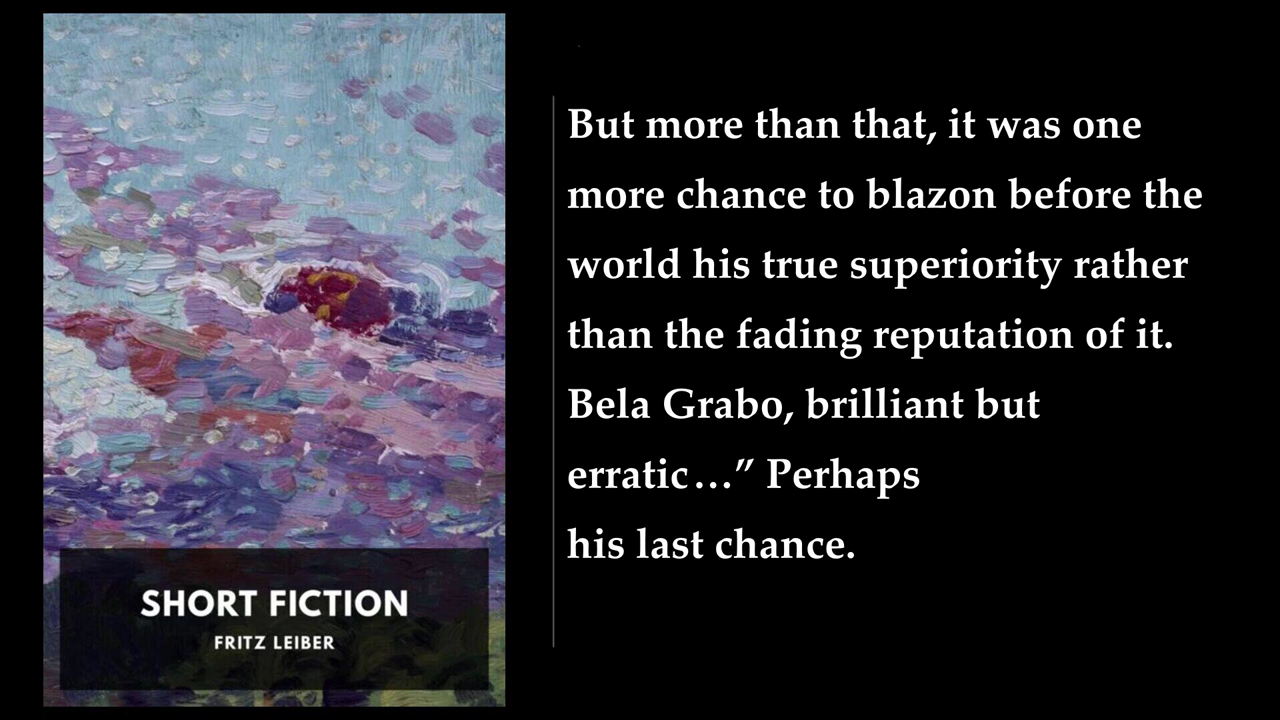 But more than that, it was one
more chance to blazon before the
world his true superiority rather
than the fading reputation of it.
Bela Grabo, brilliant but
erratic…” Perhaps
his last chance.
SHORT FICTION
FRITZ LEIBER